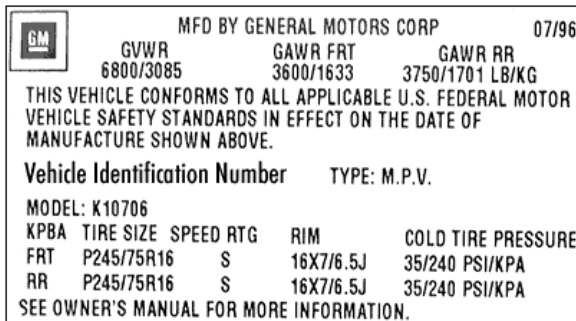 GM MFD BY GENERAL MOTORS CORP 07/96
GVWR GAWR FRT GAWR RR
6800/3085 3600/1633 3750/1701 LB/KG
THIS VEHICLE CONFORMS TO ALL APPLICABLE U.S. FEDERAL MOTOR
VEHICLE SAFETY STANDARDS IN EFFECT ON THE DATE OF
MANUFACTURE SHOWN ABOVE.
Vehicle Identification Number TYPE: M.P.V.
MODEL: K10706
KPBA TIRE SIZE SPEED RTG RIM COLD TIRE PRESSURE
FRT P245/75R16 S 16X7/6.5J 35/240 PSI/KPA
RR P245/75R16 S 16X7/6.5J 35/240 PSI/KPA
SEE OWNER'S MANUAL FOR MORE INFORMATION.